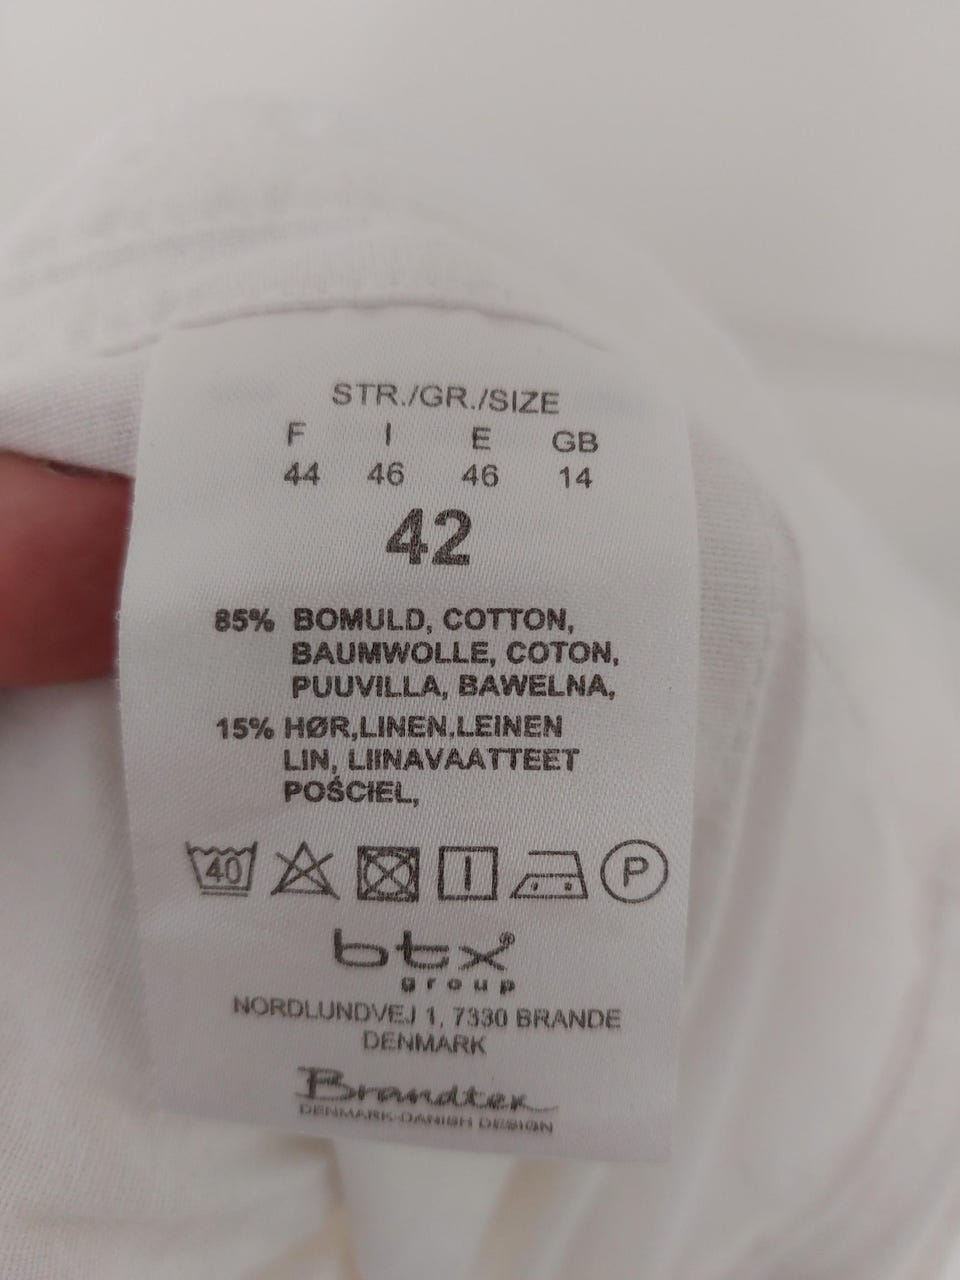 STR./GR./SIZE
F I E GB
44 46 46 14
42
85% BOMULD, COTTON,
BAUMWOLLE, COTON,
PUUVILLA, BAWELNA,
15% HØR,LINEN,LEINEN
LIN, LIINAVAATTEET
POŚCIEL,
40 P
btx®
group
NORDLUNDVEJ 1, 7330 BRANDE
DENMARK
Brandtex
DENMARK-DANISH DESIGN